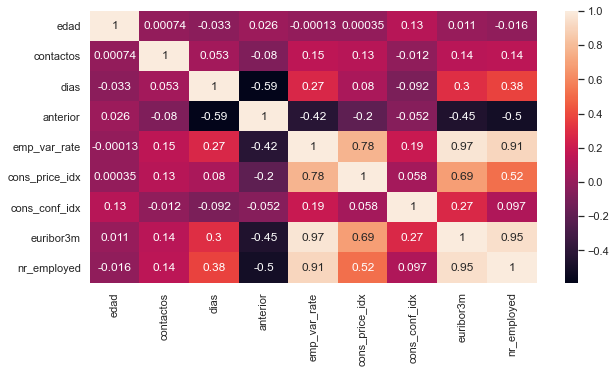 edad 1 0.00074 -0.033 0.026 -0.00013 0.00035 0.13 0.011 -0.016
contactos 0.00074 1 0.053 -0.08 0.15 0.13 -0.012 0.14 0.14
dias -0.033 0.053 1 -0.59 0.27 0.08 -0.092 0.3 0.38
anterior 0.026 -0.08 -0.59 1 -0.42 -0.2 -0.052 -0.45 -0.5
emp_var_rate -0.00013 0.15 0.27 -0.42 1 0.78 0.19 0.97 0.91
cons_price_idx 0.00035 0.13 0.08 -0.2 0.78 1 0.058 0.69 0.52
cons_conf_idx 0.13 -0.012 -0.092 -0.052 0.19 0.058 1 0.27 0.097
euribor3m 0.011 0.14 0.3 -0.45 0.97 0.69 0.27 1 0.95
nr_employed -0.016 0.14 0.38 -0.5 0.91 0.52 0.097 0.95 1
edad contactos dias anterior emp_var_rate cons_price_idx cons_conf_idx euribor3m nr_employed
1.0
0.8
0.6
0.4
0.2
0.0
−0.2
−0.4